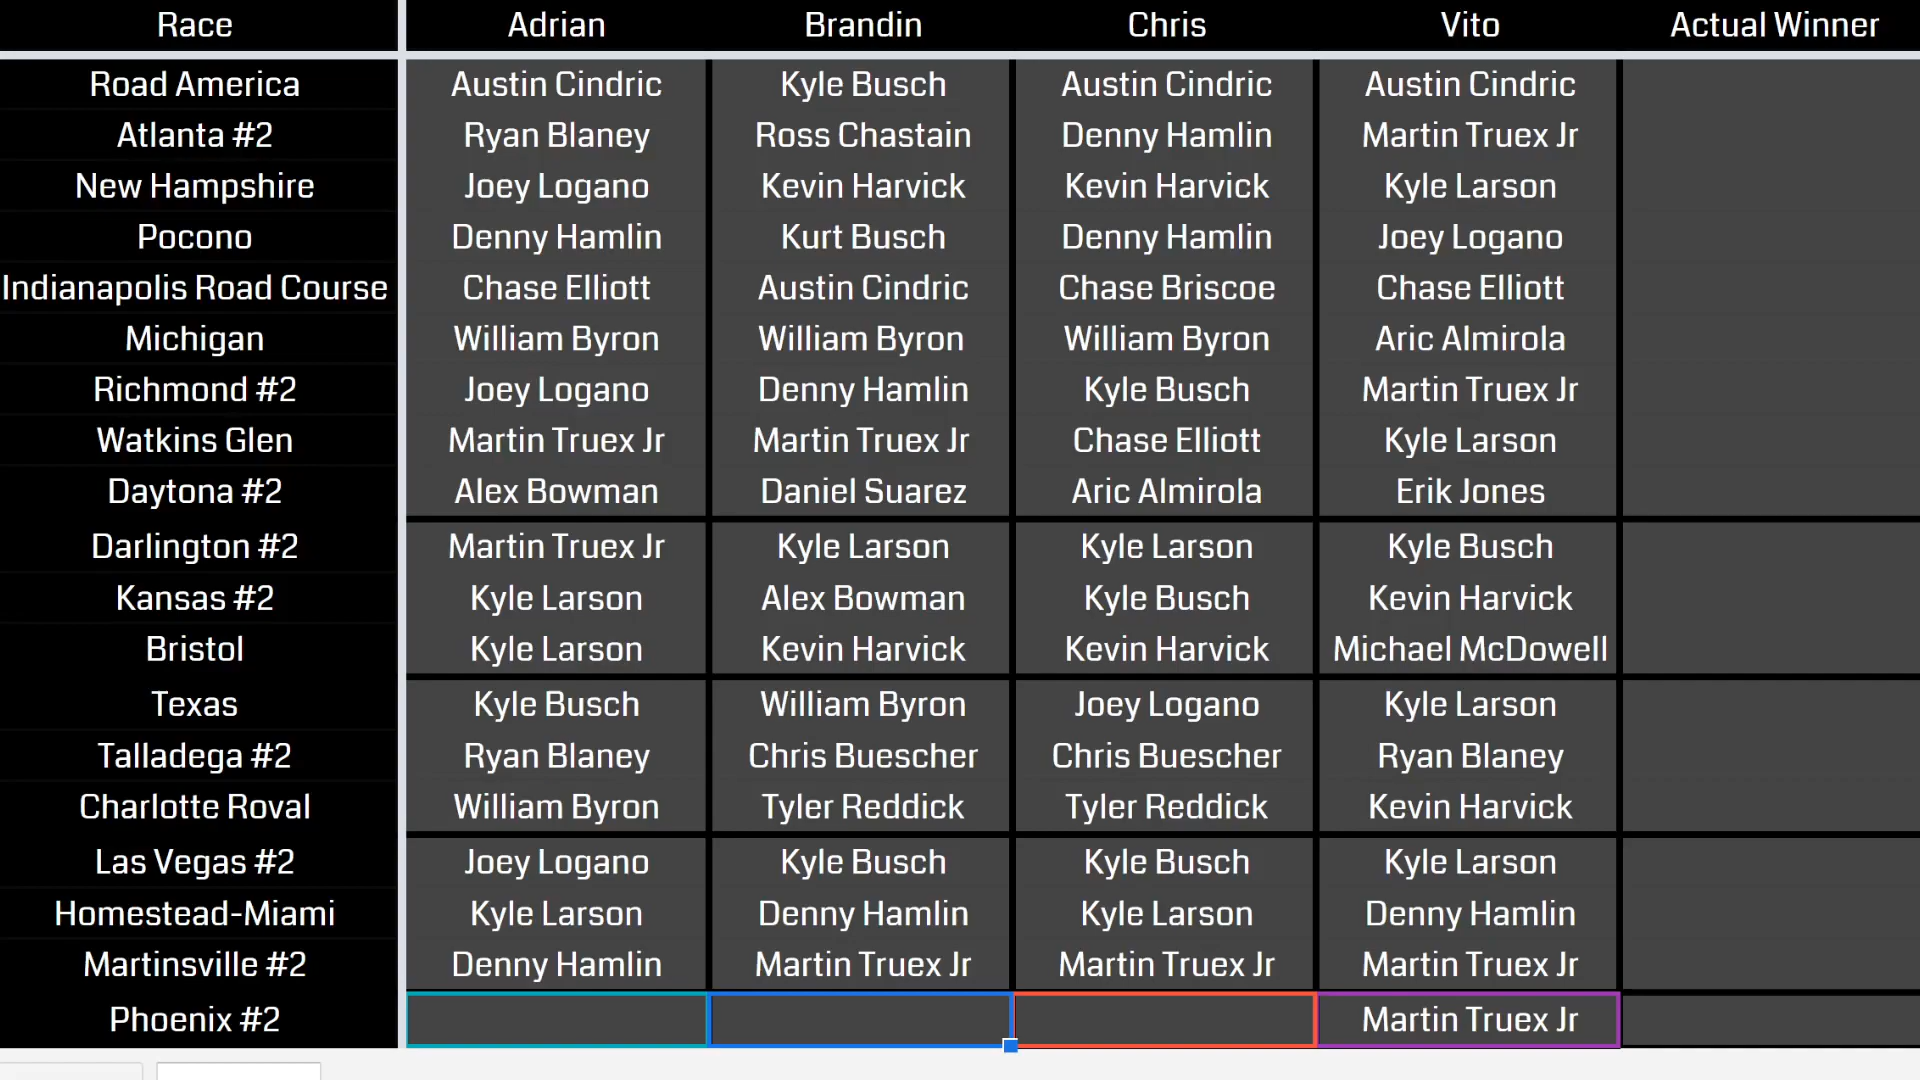 Race Adrian Brandin Chris Vito Actual Winner
Road America Austin Cindric Kyle Busch Austin Cindric Austin Cindric
Atlanta #2 Ryan Blaney Ross Chastain Denny Hamlin Martin Truex Jr
New Hampshire Joey Logano Kevin Harvick Kevin Harvick Kyle Larson
Pocono Denny Hamlin Kurt Busch Denny Hamlin Joey Logano
Indianapolis Road Course Chase Elliott Austin Cindric Chase Briscoe Chase Elliott
Michigan William Byron William Byron William Byron Aric Almirola
Richmond #2 Joey Logano Denny Hamlin Kyle Busch Martin Truex Jr
Watkins Glen Martin Truex Jr Martin Truex Jr Chase Elliott Kyle Larson
Daytona #2 Alex Bowman Daniel Suarez Aric Almirola Erik Jones
Darlington #2 Martin Truex Jr Kyle Larson Kyle Larson Kyle Busch
Kansas #2 Kyle Larson Alex Bowman Kyle Busch Kevin Harvick
Bristol Kyle Larson Kevin Harvick Kevin Harvick Michael McDowell
Texas Kyle Busch William Byron Joey Logano Kyle Larson
Talladega #2 Ryan Blaney Chris Buescher Chris Buescher Ryan Blaney
Charlotte Roval William Byron Tyler Reddick Tyler Reddick Kevin Harvick
Las Vegas #2 Joey Logano Kyle Busch Kyle Busch Kyle Larson
Homestead-Miami Kyle Larson Denny Hamlin Kyle Larson Denny Hamlin
Martinsville #2 Denny Hamlin Martin Truex Jr Martin Truex Jr Martin Truex Jr
Phoenix #2 Martin Truex Jr